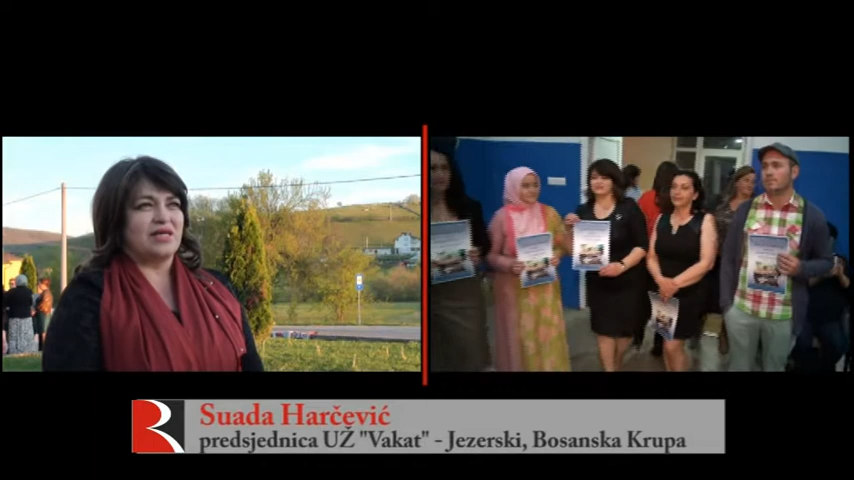 Suada Harčević
predsjednica UŽ "Vakat" - Jezerski, Bosanska Krupa